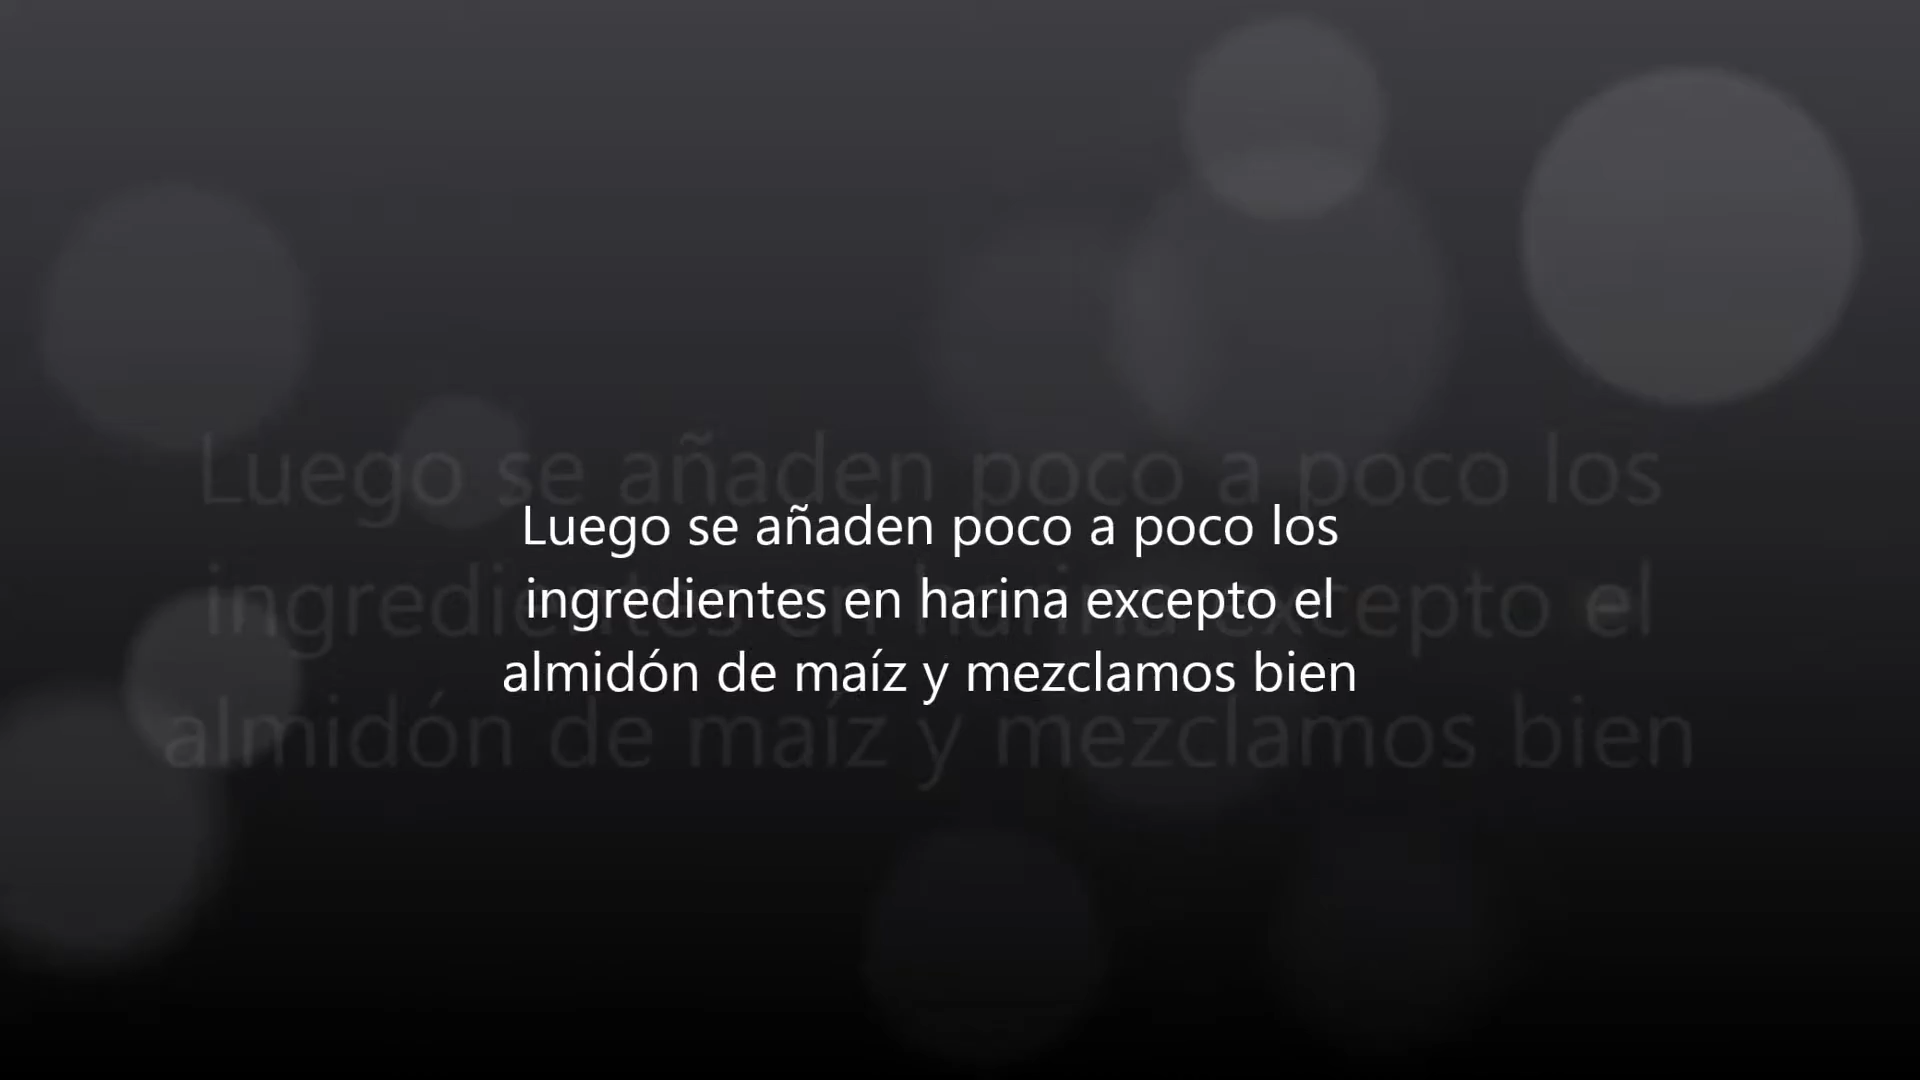 Luego se añaden poco a poco los
ingredientes en harina excepto el
almidón de maíz y mezclamos bien